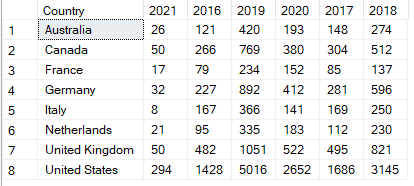 Country 2021 2016 2019 2020 2017 2018
1 Australia 26 121 420 193 148 274
2 Canada 50 266 769 380 304 512
3 France 17 79 234 152 85 137
4 Germany 32 227 892 412 281 596
5 Italy 8 167 366 141 169 250
6 Netherlands 21 95 335 183 112 230
7 United Kingdom 50 482 1051 522 495 821
8 United States 294 1428 5016 2652 1686 3145